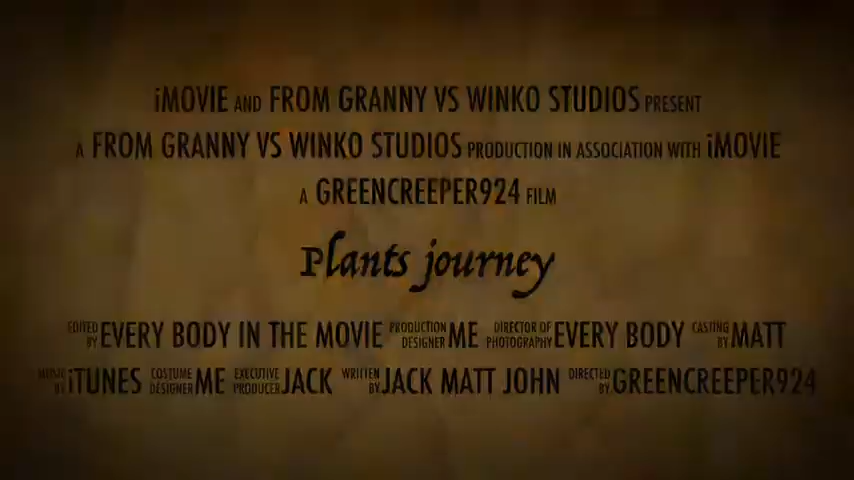 iMOVIE AND FROM GRANNY VS WINKO STUDIOS PRESENT
A FROM GRANNY VS WINKO STUDIOS PRODUCTION IN ASSOCIATION WITH iMOVIE
A GREENCREEPER924 FILM
Plants journey
EDITED BY EVERY BODY IN THE MOVIE PRODUCTION DESIGNER ME DIRECTOR OF PHOTOGRAPHY EVERY BODY CASTING BY MATT
MUSIC BY iTUNES COSTUME DESIGNER ME EXECUTIVE PRODUCER JACK WRITTEN BY JACK MATT JOHN DIRECTED BY GREENCREEPER924